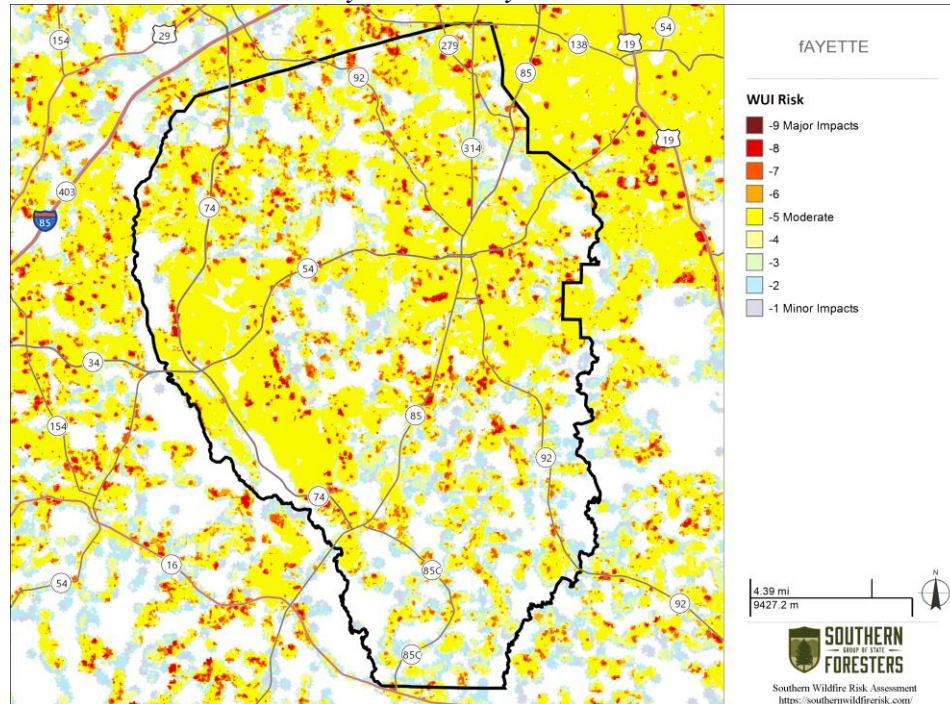 fAYETTE
WUI Risk
-9 Major Impacts
-8
-7
-6
-5 Moderate
-4
-3
-2
-1 Minor Impacts
154
29
279
138
19
54
92
85
314
19
403
85
74
54
34
154
85
92
74
16
54
85C
92
85C
4.39 mi
9427.2 m
N
SOUTHERN
GROUP OF STATE
FORESTERS
Southern Wildfire Risk Assessment
https://southernwildfirerisk.com/